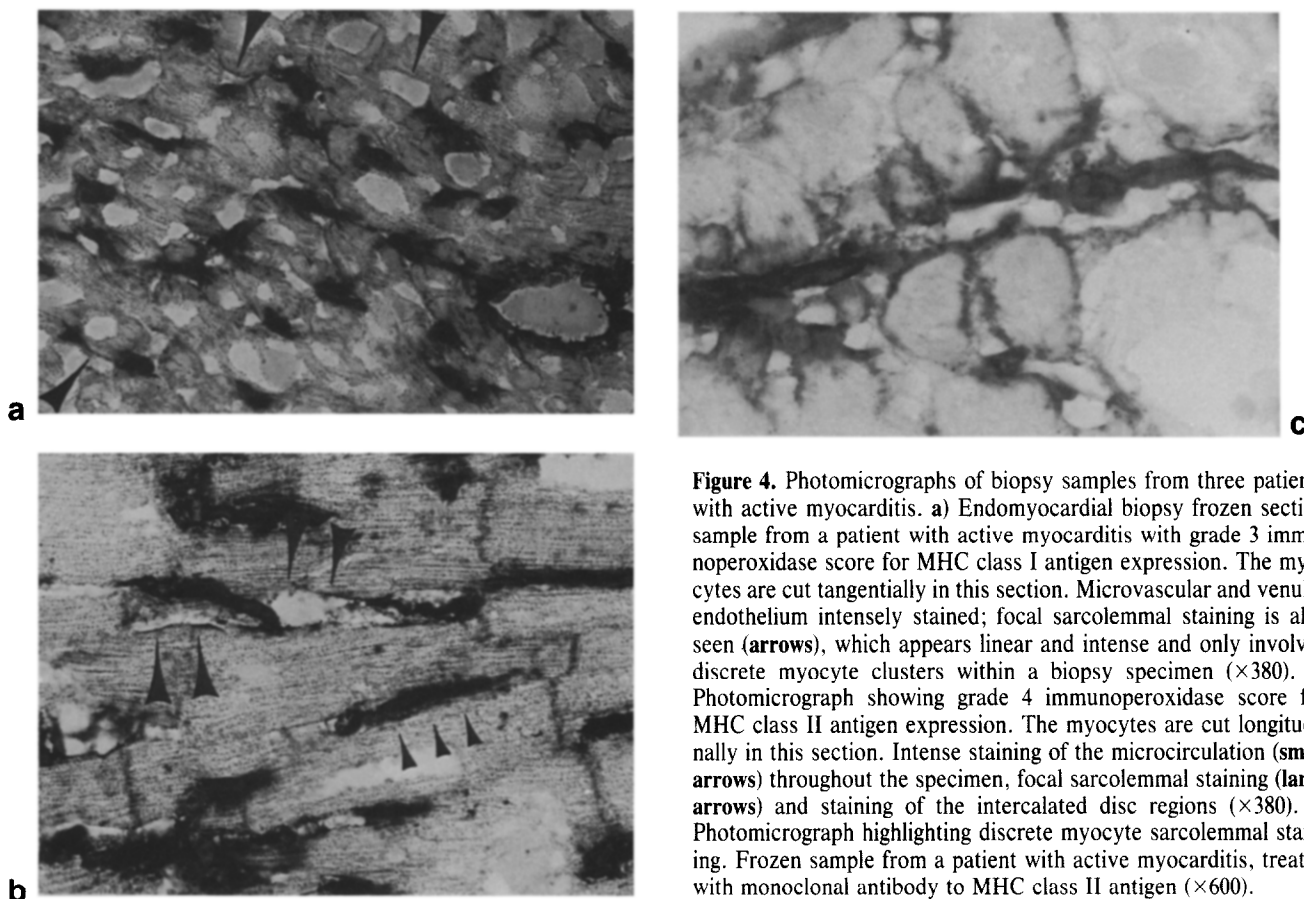 a
b
c
Figure 4. Photomicrographs of biopsy samples from three patien
with active myocarditis. a) Endomyocardial biopsy frozen secti
sample from a patient with active myocarditis with grade 3 imm
noperoxidase score for MHC class I antigen expression. The my
cytes are cut tangentially in this section. Microvascular and venu
endothelium intensely stained; focal sarcolemmal staining is al
seen (arrows), which appears linear and intense and only involv
discrete myocyte clusters within a biopsy specimen (×380).
Photomicrograph showing grade 4 immunoperoxidase score f
MHC class II antigen expression. The myocytes are cut longitu
nally in this section. Intense staining of the microcirculation (sm
arrows) throughout the specimen, focal sarcolemmal staining (lar
arrows) and staining of the intercalated disc regions (×380).
Photomicrograph highlighting discrete myocyte sarcolemmal stai
ing. Frozen sample from a patient with active myocarditis, treat
with monoclonal antibody to MHC class II antigen (×600).